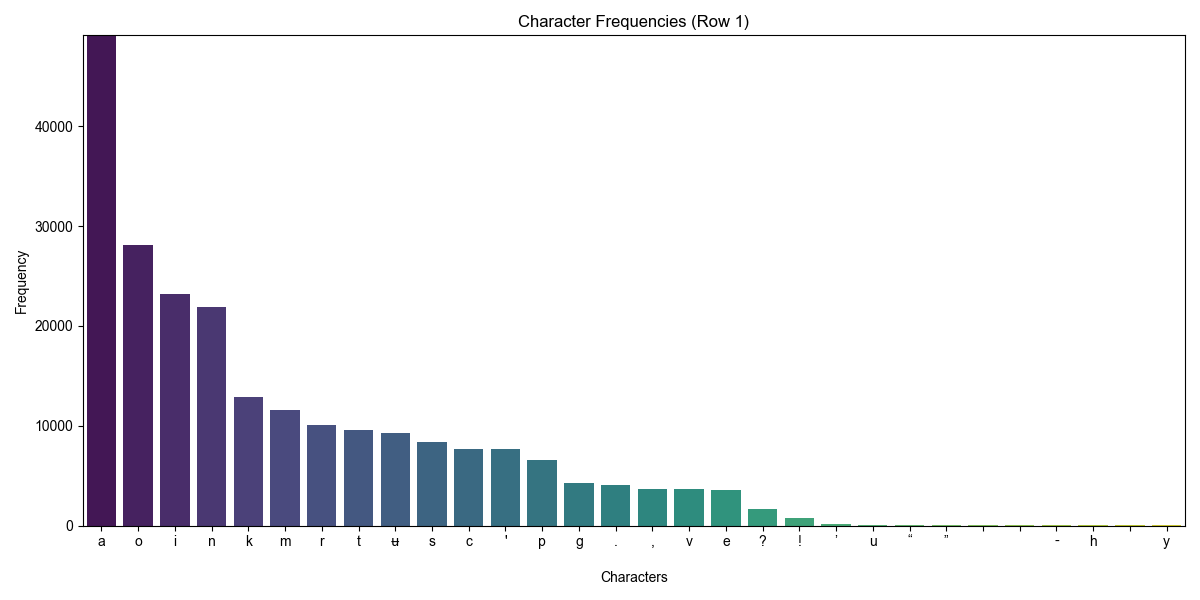 Character Frequencies (Row 1)
Frequency
40000
30000
20000
10000
0
a o i n k m r t ʉ s c ' p g . , v e ? ! ’ u “ ” - h y
Characters